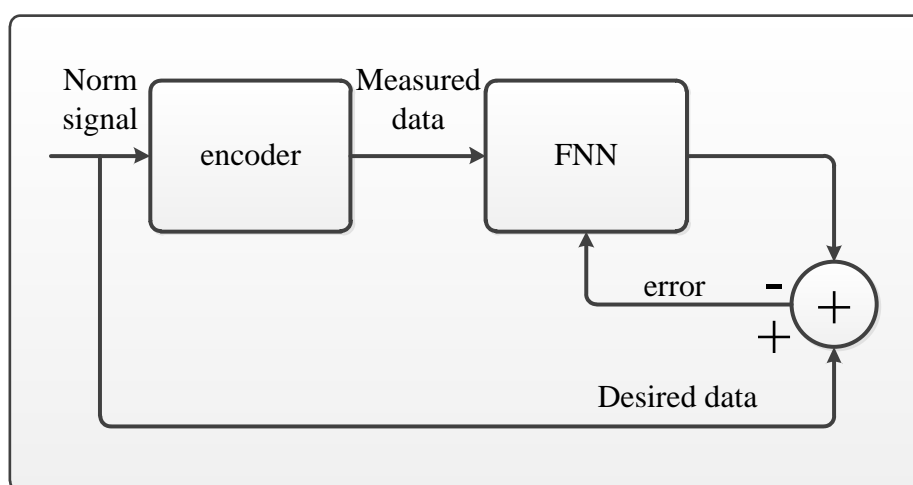 Norm
signal
encoder
Measured
data
FNN
error
-
+
+
Desired data